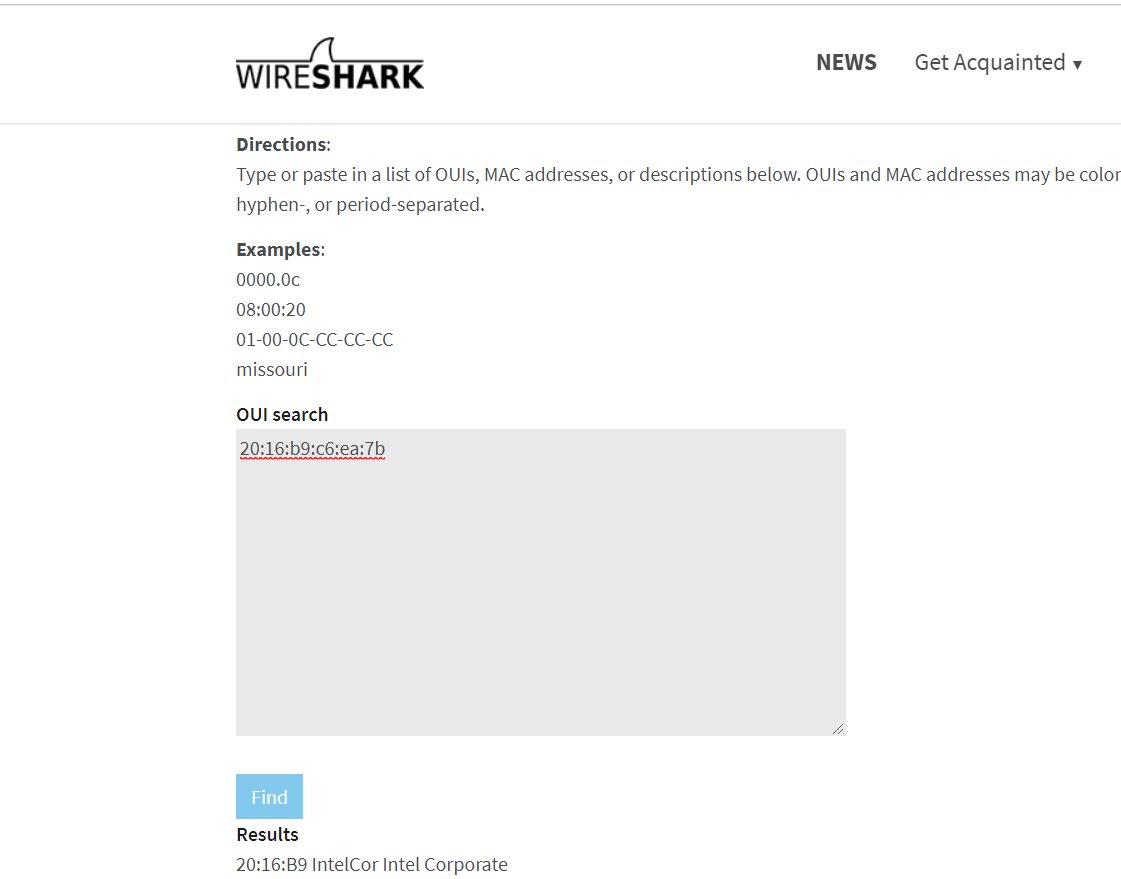 WIRESHARK
NEWS
Get Acquainted ▾
Directions:
Type or paste in a list of OUIs, MAC addresses, or descriptions below. OUIs and MAC addresses may be
hyphen-, or period-separated.
Examples:
0000.0c
08:00:20
01-00-0C-CC-CC-CC
missouri
OUI search
20:16:b9:c6:ea:7b
Find
Results
20:16:B9 IntelCor Intel Corporate